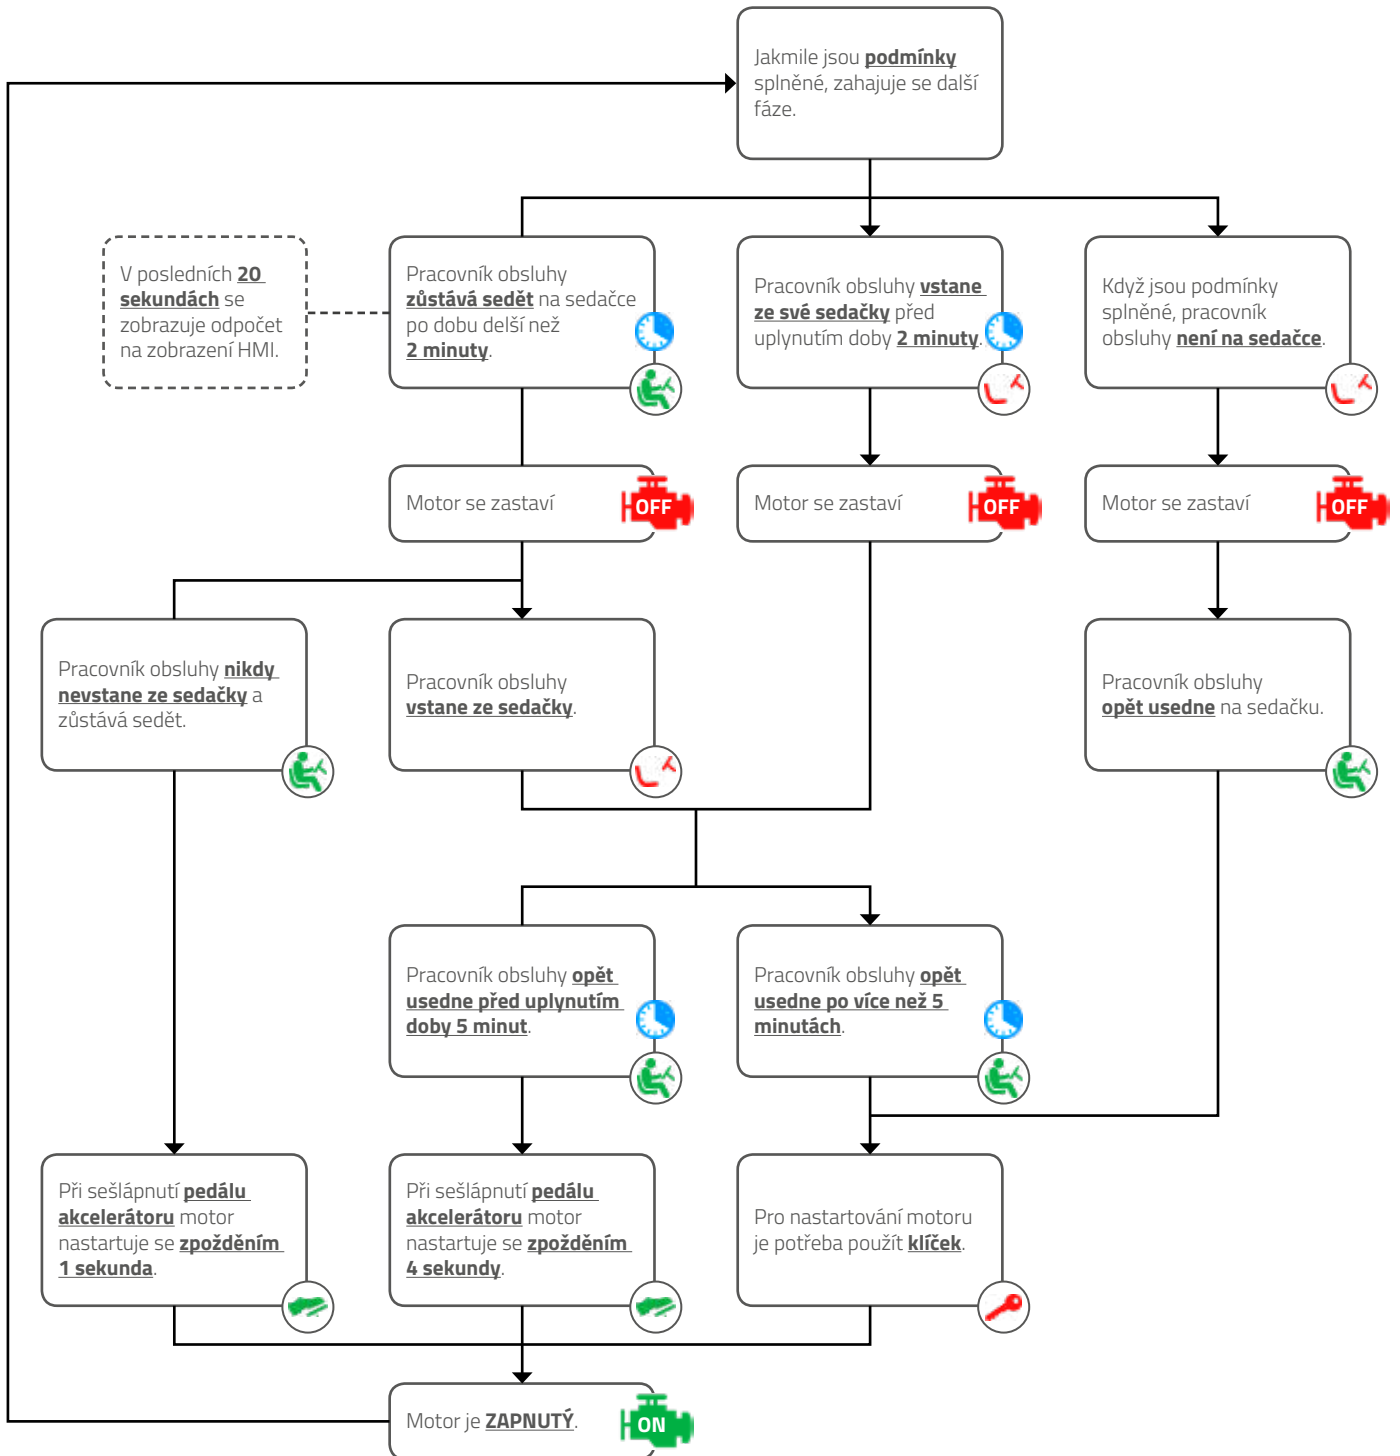 Jakmile jsou podmínky
splněné, zahajuje se další
fáze.
V posledních 20
sekundách se
zobrazuje odpočet
na zobrazení HMI.
Pracovník obsluhy
zůstává sedět na sedačce
po dobu delší než
2 minuty.
Pracovník obsluhy vstane
ze své sedačky před
uplynutím doby 2 minuty.
Když jsou podmínky
splněné, pracovník
obsluhy není na sedačce.
Motor se zastaví
OFF
Motor se zastaví
OFF
Motor se zastaví
OFF
Pracovník obsluhy nikdy
nevstane ze sedačky a
zůstává sedět.
Pracovník obsluhy
vstane ze sedačky.
Pracovník obsluhy
opět usedne na sedačku.
Pracovník obsluhy opět
usedne před uplynutím
doby 5 minut.
Pracovník obsluhy opět
usedne po více než 5
minutách.
Při sešlápnutí pedálu
akcelerátoru motor
nastartuje se zpožděním
1 sekunda.
Při sešlápnutí pedálu
akcelerátoru motor
nastartuje se zpožděním
4 sekundy.
Pro nastartování motoru
je potřeba použít klíček.
Motor je ZAPNUTÝ.
ON